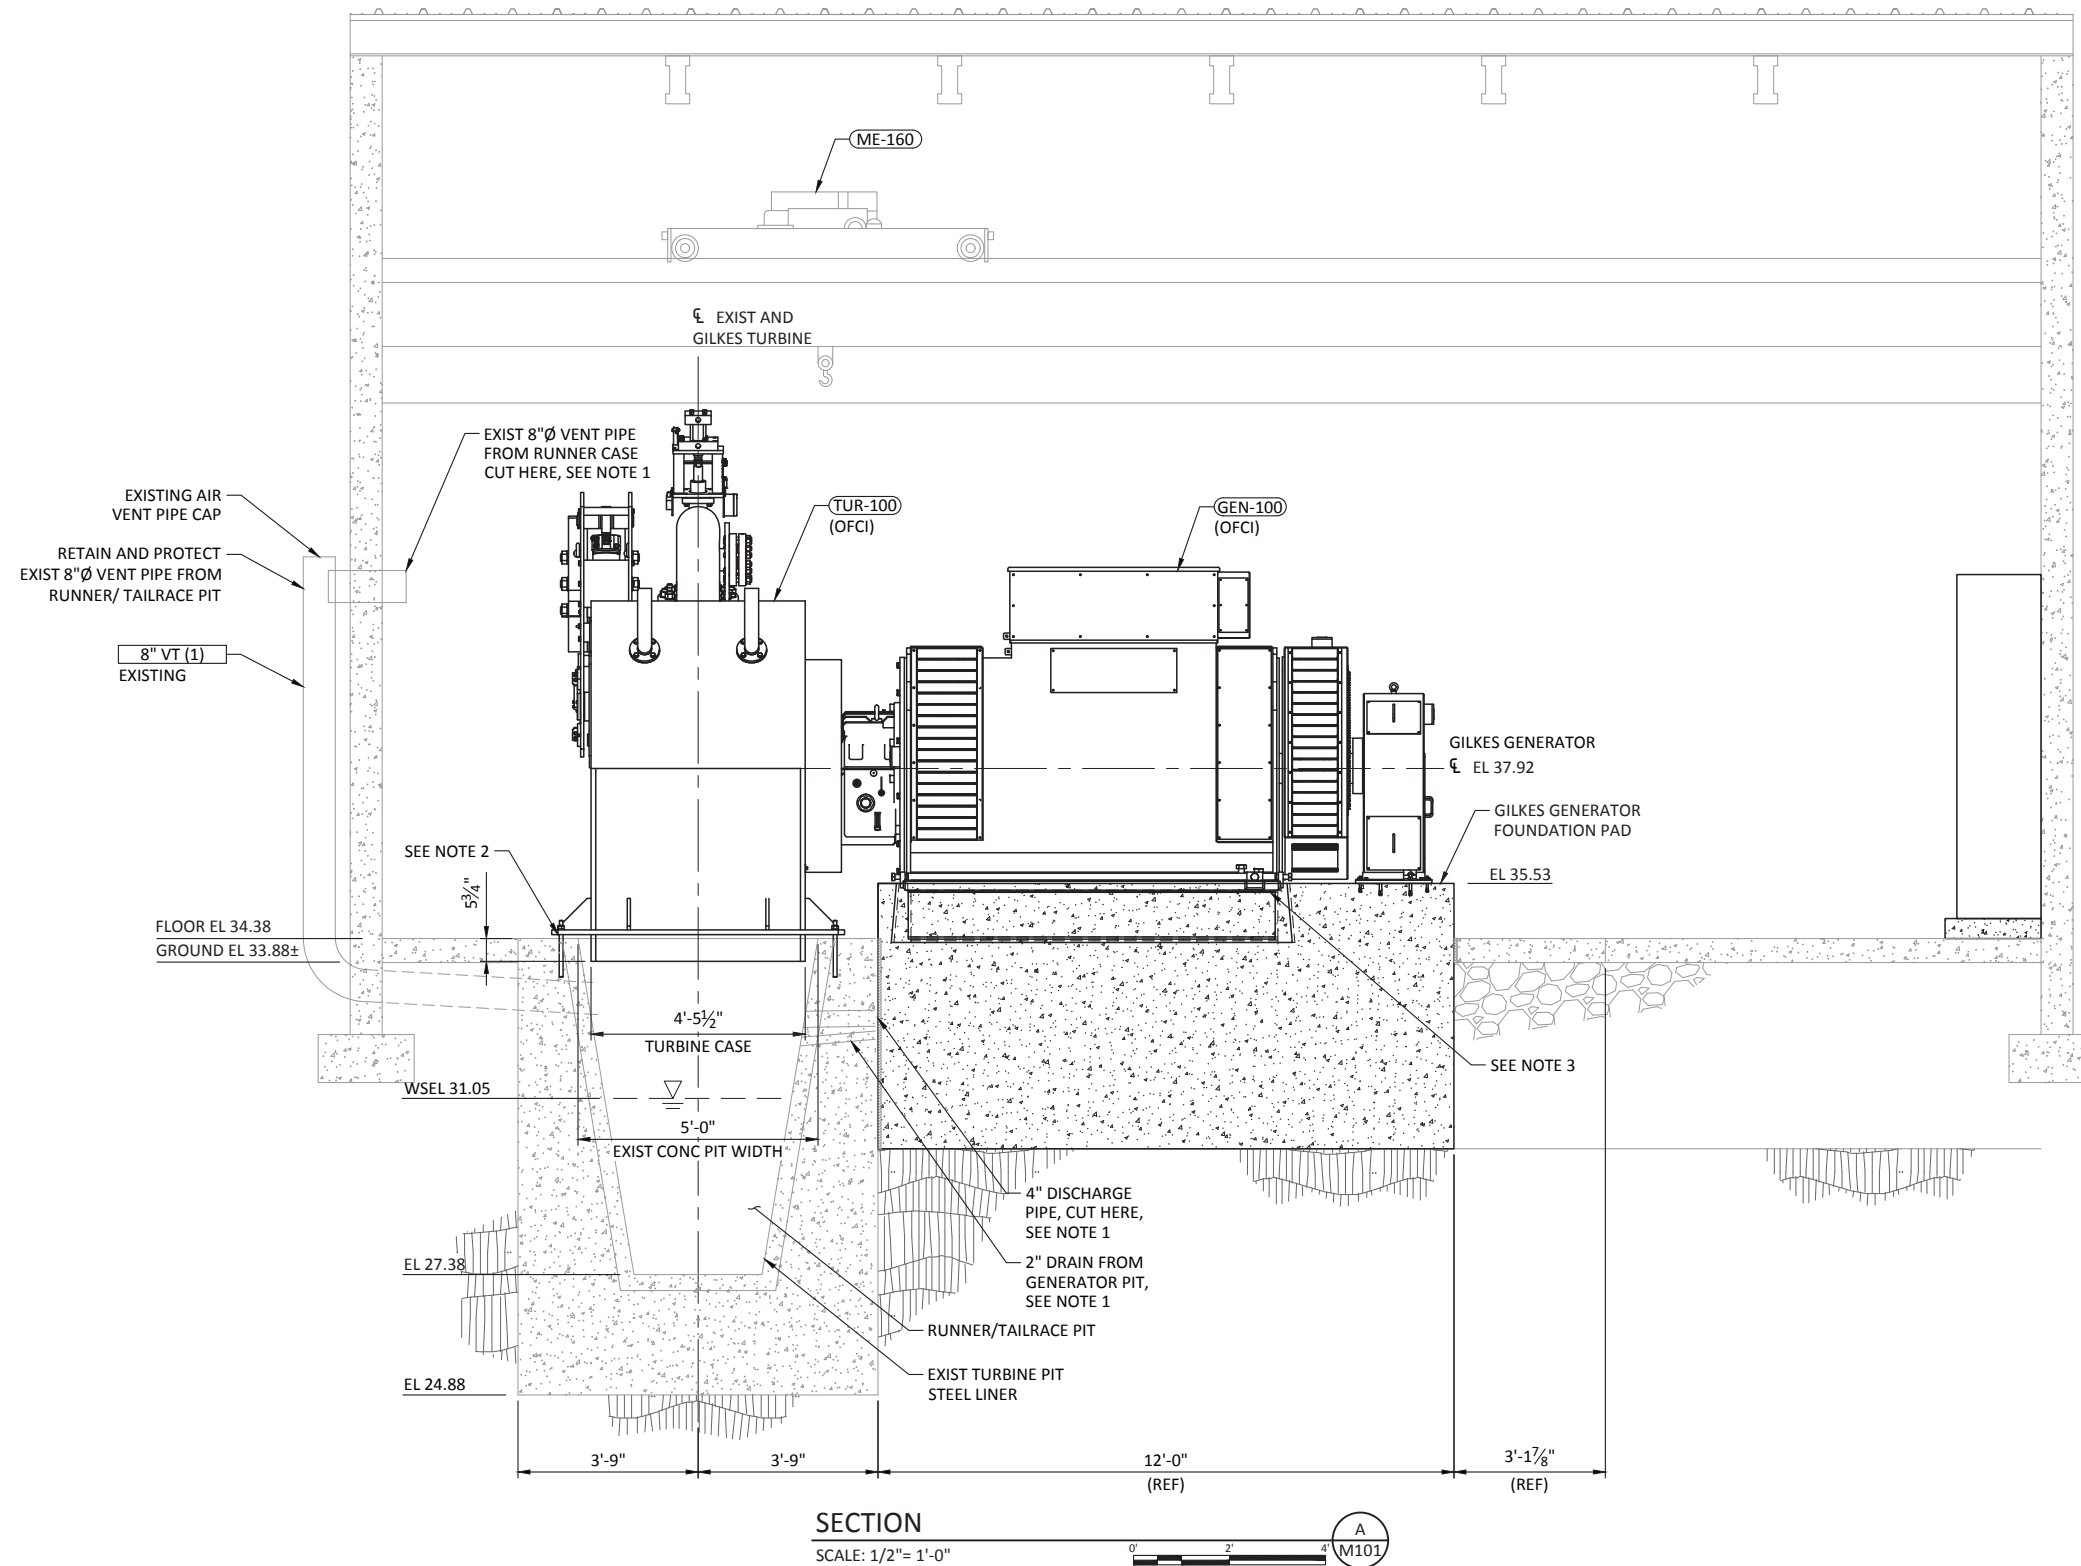 ME-160
℄ EXIST AND
GILKES TURBINE
EXIST 8"Ø VENT PIPE
FROM RUNNER CASE
CUT HERE, SEE NOTE 1
EXISTING AIR
VENT PIPE CAP
RETAIN AND PROTECT
EXIST 8"Ø VENT PIPE FROM
RUNNER/ TAILRACE PIT
8" VT (1)
EXISTING
TUR-100
(OFCI)
GEN-100
(OFCI)
GILKES GENERATOR
℄ EL 37.92
GILKES GENERATOR
FOUNDATION PAD
EL 35.53
SEE NOTE 2
5¾"
FLOOR EL 34.38
GROUND EL 33.88±
4'-5½"
TURBINE CASE
WSEL 31.05
5'-0"
EXIST CONC PIT WIDTH
SEE NOTE 3
4" DISCHARGE
PIPE, CUT HERE,
SEE NOTE 1
2" DRAIN FROM
GENERATOR PIT,
SEE NOTE 1
EL 27.38
RUNNER/TAILRACE PIT
EXIST TURBINE PIT
STEEL LINER
EL 24.88
3'-9"
3'-9"
12'-0"
(REF)
3'-1⅞"
(REF)
SECTION
SCALE: 1/2"= 1'-0"
0' 2' 4'
A
M101